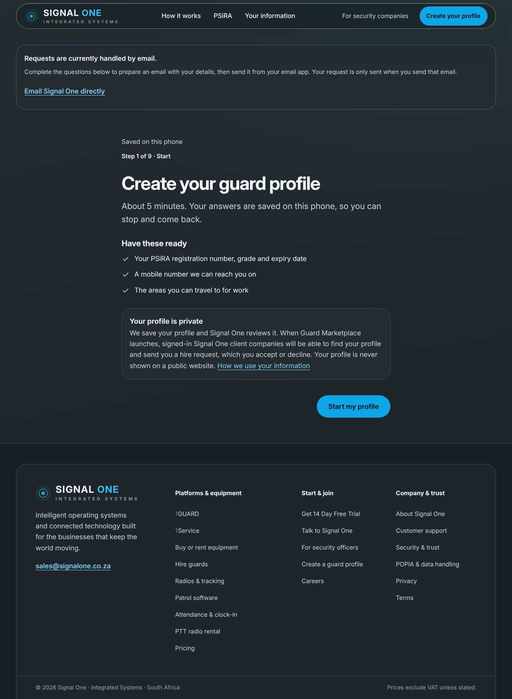 SIGNAL ONE
INTEGRATED SYSTEMS
How it works
PSIRA
Your information
For security companies
Create your profile
Requests are currently handled by email.
Complete the questions below to prepare an email with your details, then send it from your email app. Your request is only sent when you send that email.
Email Signal One directly
Saved on this phone
Step 1 of 9 · Start
Create your guard profile
About 5 minutes. Your answers are saved on this phone, so you can
stop and come back.
Have these ready
Your PSIRA registration number, grade and expiry date
A mobile number we can reach you on
The areas you can travel to for work
Your profile is private
We save your profile and Signal One reviews it. When Guard Marketplace
launches, signed-in Signal One client companies will be able to find your profile
and send you a hire request, which you accept or decline. Your profile is never
shown on a public website. How we use your information
Start my profile
SIGNAL ONE
INTEGRATED SYSTEMS
Intelligent operating systems
and connected technology built
for the businesses that keep the
world moving.
sales@signalone.co.za
Platforms & equipment
1GUARD
1Service
Buy or rent equipment
Hire guards
Radios & tracking
Patrol software
Attendance & clock-in
PTT radio rental
Pricing
Start & join
Get 14 Day Free Trial
Talk to Signal One
For security officers
Create a guard profile
Careers
Company & trust
About Signal One
Customer support
Security & trust
POPIA & data handling
Privacy
Terms
© 2026 Signal One · Integrated Systems · South Africa
Prices exclude VAT unless stated.